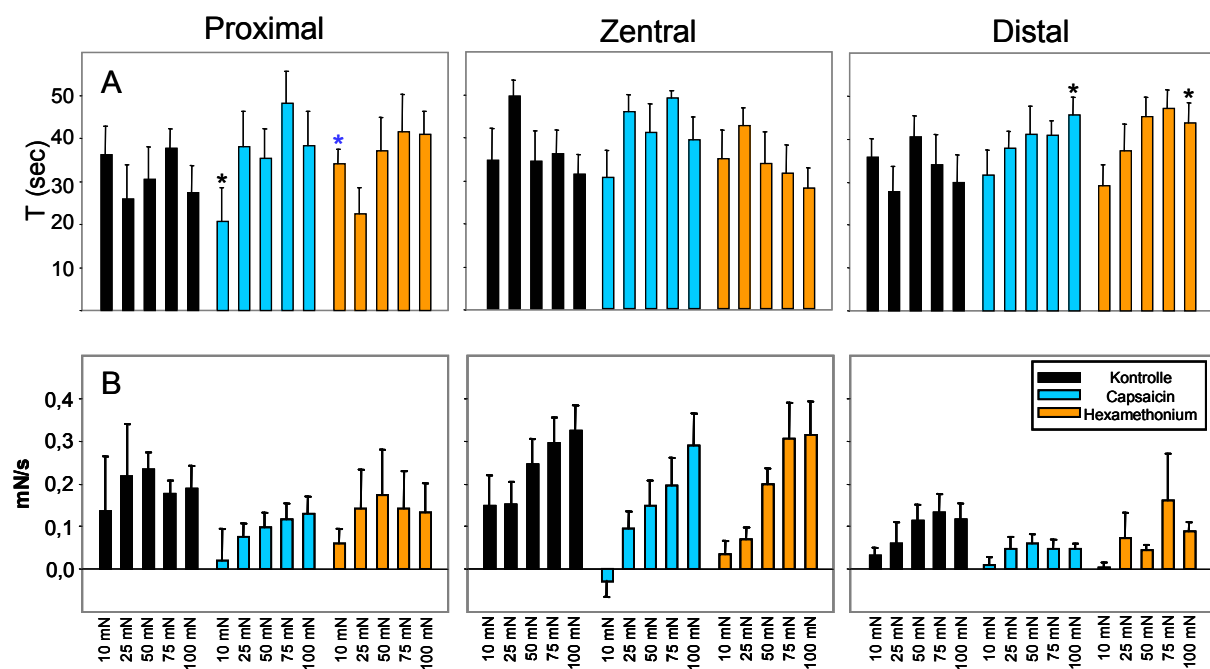 Proximal Zentral Distal
A
T (sec)
50
40
30
20
10
*
*
*
*
B
mN/s
0,4
0,3
0,2
0,1
0,0
Kontrolle
Capsaicin
Hexamethonium
10 mN 25 mN 50 mN 75 mN 100 mN 10 mN 25 mN 50 mN 75 mN 100 mN 10 mN 25 mN 50 mN 75 mN 100 mN
10 mN 25 mN 50 mN 75 mN 100 mN 10 mN 25 mN 50 mN 75 mN 100 mN 10 mN 25 mN 50 mN 75 mN 100 mN
10 mN 25 mN 50 mN 75 mN 100 mN 10 mN 25 mN 50 mN 75 mN 100 mN 10 mN 25 mN 50 mN 75 mN 100 mN